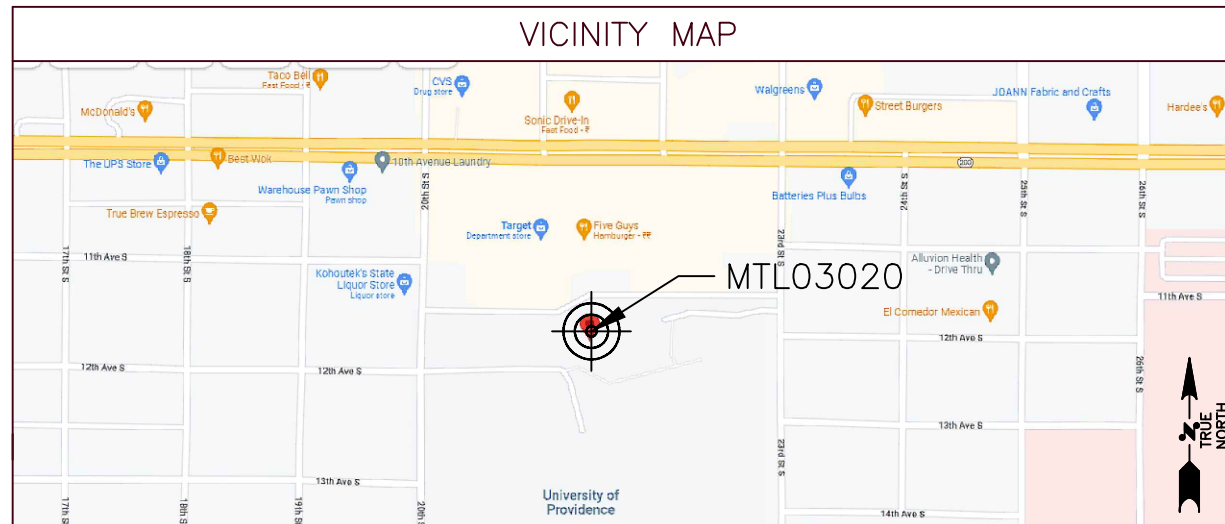 VICINITY MAP
Taco Bell
Fast Food · ₹
CVS
Drug store
Walgreens
JOANN Fabric and Crafts
McDonald's
Sonic Drive-In
Fast Food · ₹
Street Burgers
Hardee's
The UPS Store
Best Wok
10th Avenue Laundry
200
Warehouse Pawn Shop
Pawn shop
20th St S
Batteries Plus Bulbs
24th St S
25th St S
26th St S
True Brew Espresso
Target
Department store
Five Guys
Hamburger · ₹₹
17th St S
18th St S
23rd St S
11th Ave S
Alluvion Health
- Drive Thru
Kohoutek's State
Liquor Store
Liquor store
MTL03020
11th Ave S
El Comedor Mexican
12th Ave S
12th Ave S
12th Ave S
26th St S
13th Ave S
TRUE
NORTH
N
23rd St S
13th Ave S
University of
Providence
17th St S
18th St S
19th St S
20th
14th Ave S